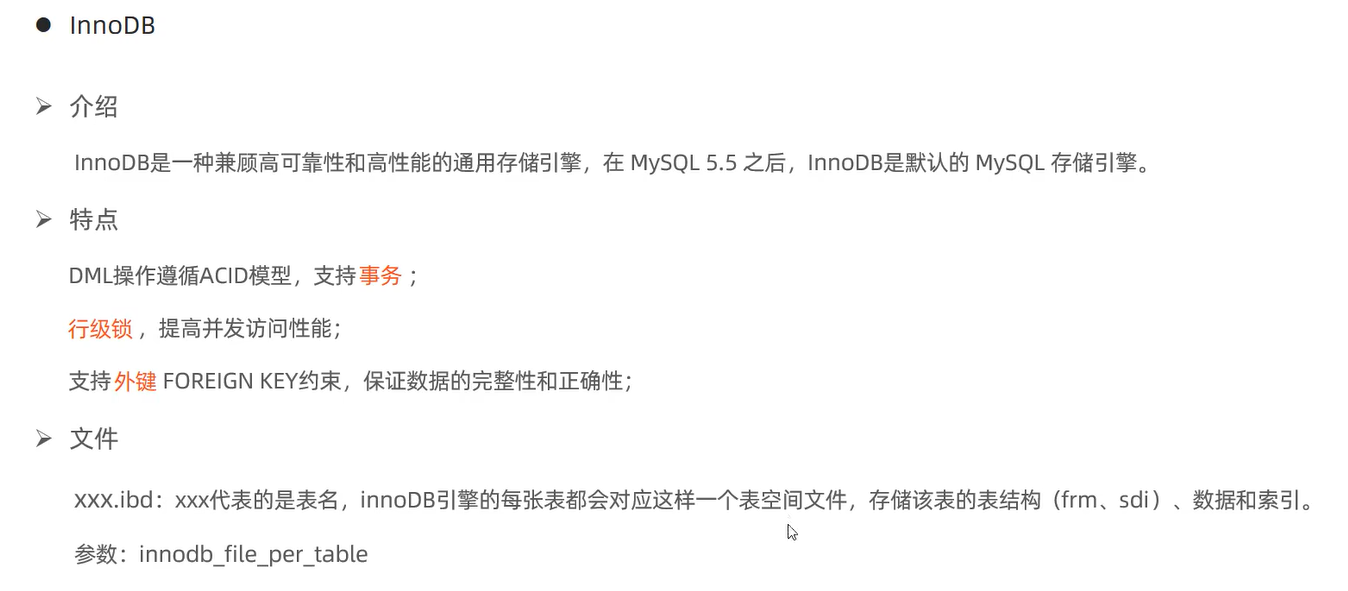 ● InnoDB
➢ 介绍
InnoDB是一种兼顾高可靠性和高性能的通用存储引擎，在 MySQL 5.5 之后，InnoDB是默认的 MySQL 存储引擎。
➢ 特点
DML操作遵循ACID模型，支持事务；
行级锁，提高并发访问性能；
支持外键 FOREIGN KEY约束，保证数据的完整性和正确性；
➢ 文件
xxx.ibd：xxx代表的是表名，innoDB引擎的每张表都会对应这样一个表空间文件，存储该表的表结构（frm、sdi）、数据和索引。
参数：innodb_file_per_table